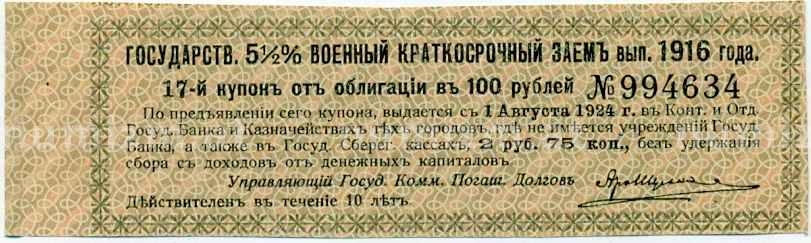 ГОСУДАРСТВ. 5½% ВОЕННЫЙ КРАТКОСРОЧНЫЙ ЗАЕМЪ вып. 1916 года.
17-й купонъ отъ облигаціи въ 100 рублей № 994634
По предъявленіи сего купона, выдается съ 1 Августа 1924 г. въ Конт. и Отд.
Госуд. Банка и Казначействахъ тѣхъ городовъ, гдѣ не имѣется учрежденій Госуд.
Банка, а также въ Госуд. Сберег. кассахъ, 2 руб. 75 коп., безъ удержанія
сбора съ доходовъ отъ денежныхъ капиталовъ.
Управляющій Госуд. Комм. Погаш. Долговъ
Дѣйствителенъ въ теченіе 10 лѣтъ.